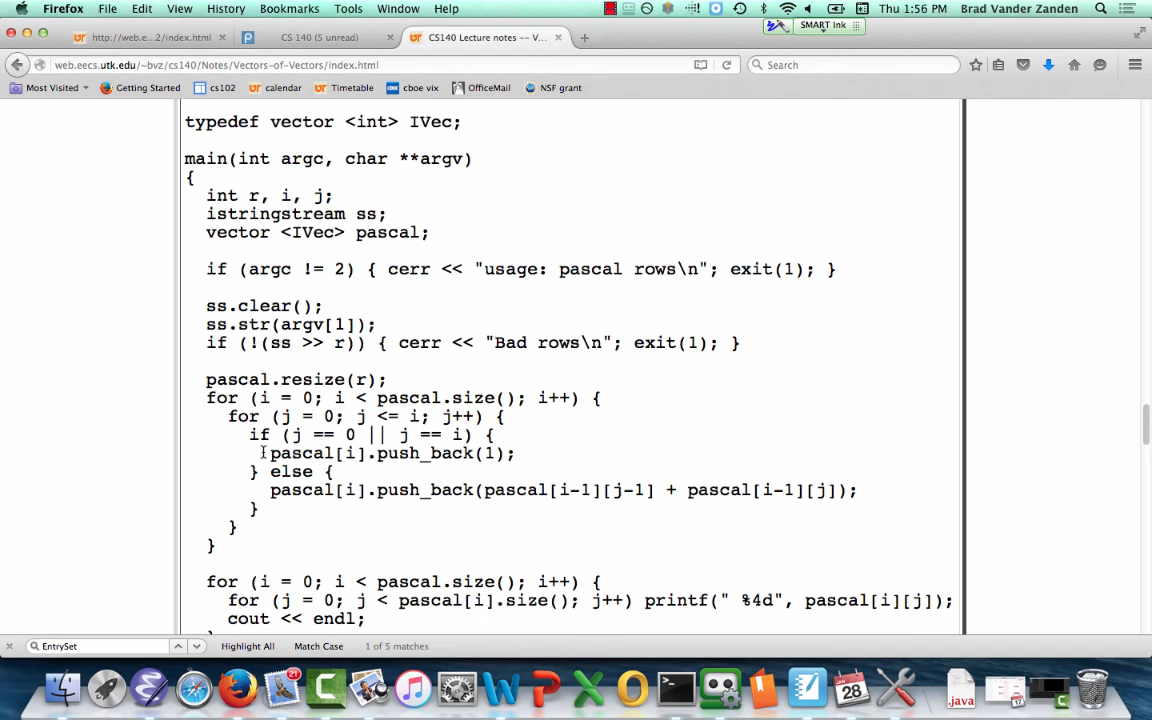 Firefox File Edit View History Bookmarks Tools Window Help Thu 1:56 PM Brad Vander Zanden
SMART Ink
http://web.e...2/index.html CS 140 (5 unread) CS140 Lecture notes -- V...
web.eecs.utk.edu/~bvz/cs140/Notes/Vectors-of-Vectors/index.html Search
Most Visited Getting Started cs102 calendar Timetable cboe vix OfficeMail NSF grant
typedef vector <int> IVec;
main(int argc, char **argv)
{
int r, i, j;
istringstream ss;
vector <IVec> pascal;
if (argc != 2) { cerr << "usage: pascal rows\n"; exit(1); }
ss.clear();
ss.str(argv[1]);
if (!(ss >> r)) { cerr << "Bad rows\n"; exit(1); }
pascal.resize(r);
for (i = 0; i < pascal.size(); i++) {
for (j = 0; j <= i; j++) {
if (j == 0 || j == i) {
pascal[i].push_back(1);
} else {
pascal[i].push_back(pascal[i-1][j-1] + pascal[i-1][j]);
}
}
}
for (i = 0; i < pascal.size(); i++) {
for (j = 0; j < pascal[i].size(); j++) printf(" %4d", pascal[i][j]);
cout << endl;
EntrySet Highlight All Match Case 1 of 5 matches
21
JAN
28
.java
17